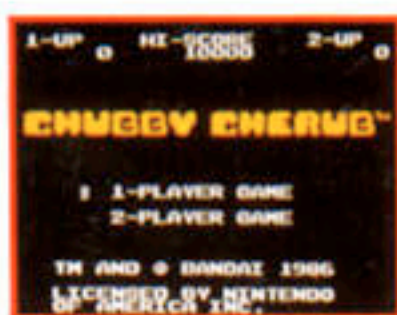 1-UP HI-SCORE 2-UP
0 10000 0
CHUBBY CHERUB™
1-PLAYER GAME
2-PLAYER GAME
TM AND © BANDAI 1986
LICENSED BY NINTENDO
OF AMERICA INC.